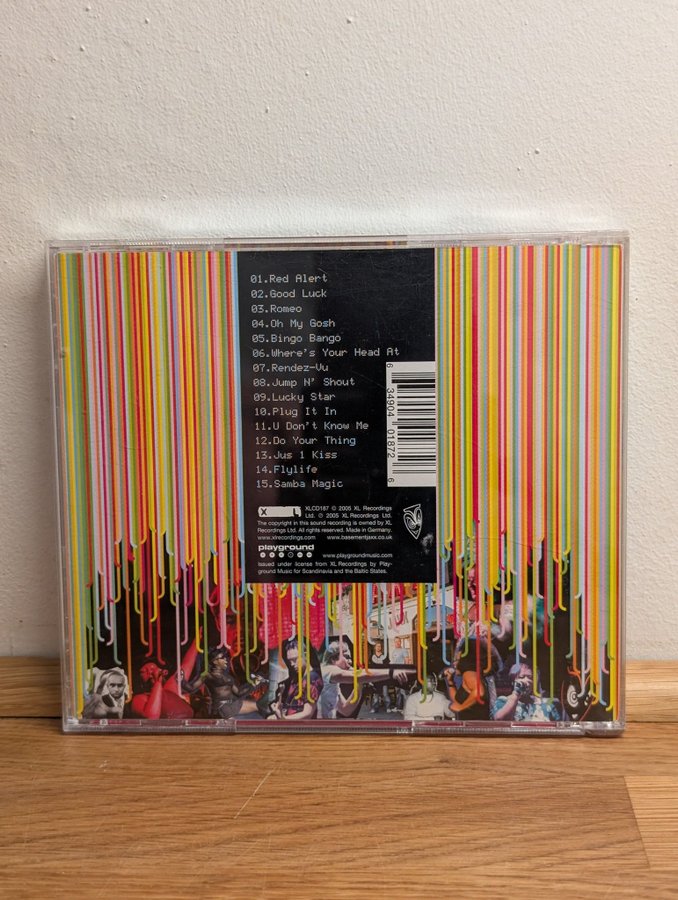 01.Red Alert
02.Good Luck
03.Romeo
04.Oh My Gosh
05.Bingo Bango
06.Where's Your Head At
07.Rendez-Vu
08.Jump N' Shout
09.Lucky Star
10.Plug It In
11.U Don't Know Me
12.Do Your Thing
13.Jus 1 Kiss
14.Flylife
15.Samba Magic
6 34904 01872 6
X L XLCD187 © 2005 XL Recordings
Ltd. ℗ 2005 XL Recordings Ltd.
The copyright in this sound recording is owned by XL
Recordings Ltd. All rights reserved. Made in Germany.
www.xlrecordings.com www.basementjaxx.co.uk
playground
www.playgroundmusic.com
Issued under license from XL Recordings by Play-
ground Music for Scandinavia and the Baltic States.